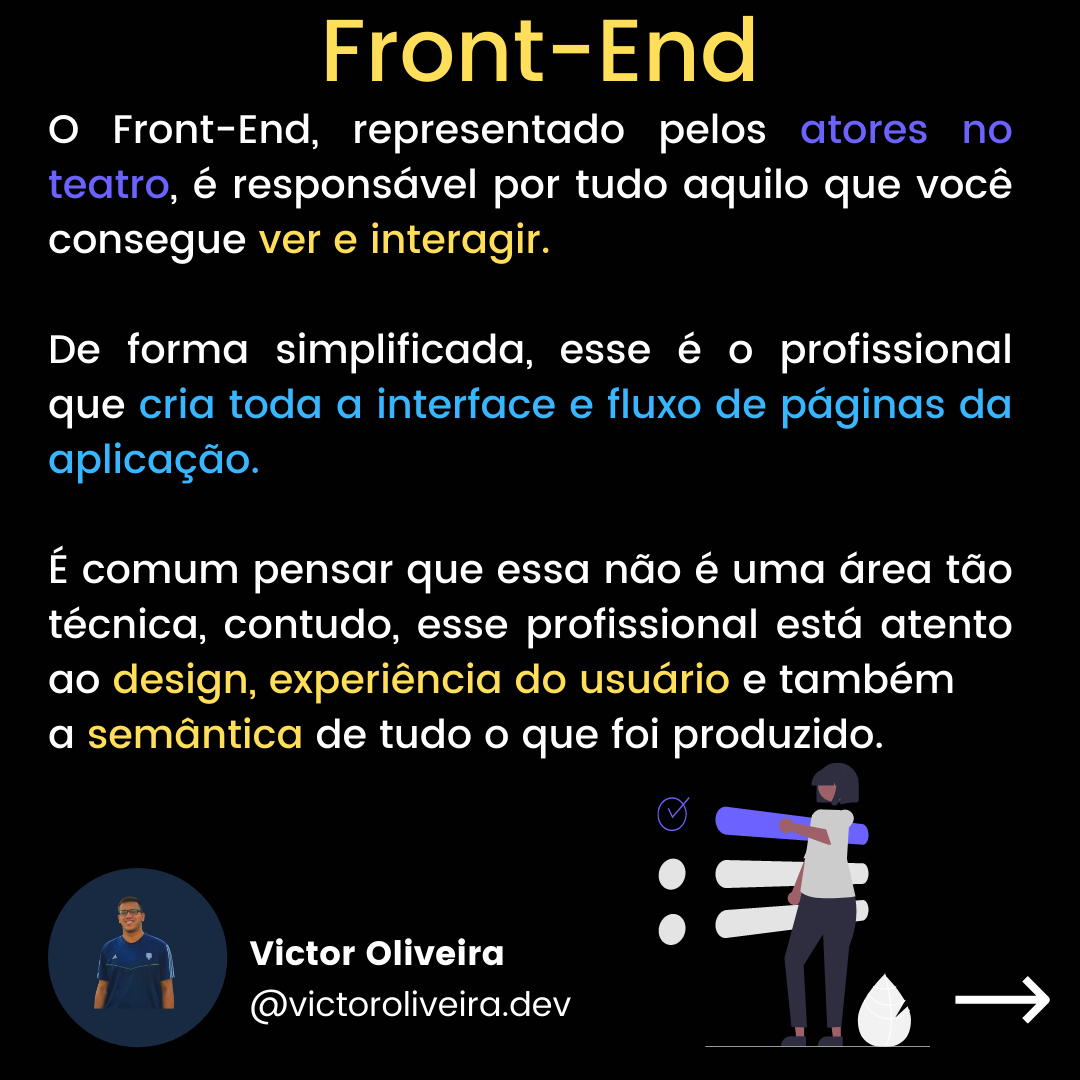 Front-End
O Front-End, representado pelos atores no
teatro, é responsável por tudo aquilo que você
consegue ver e interagir.
De forma simplificada, esse é o profissional
que cria toda a interface e fluxo de páginas da
aplicação.
É comum pensar que essa não é uma área tão
técnica, contudo, esse profissional está atento
ao design, experiência do usuário e também
a semântica de tudo o que foi produzido.
Victor Oliveira
@victoroliveira.dev